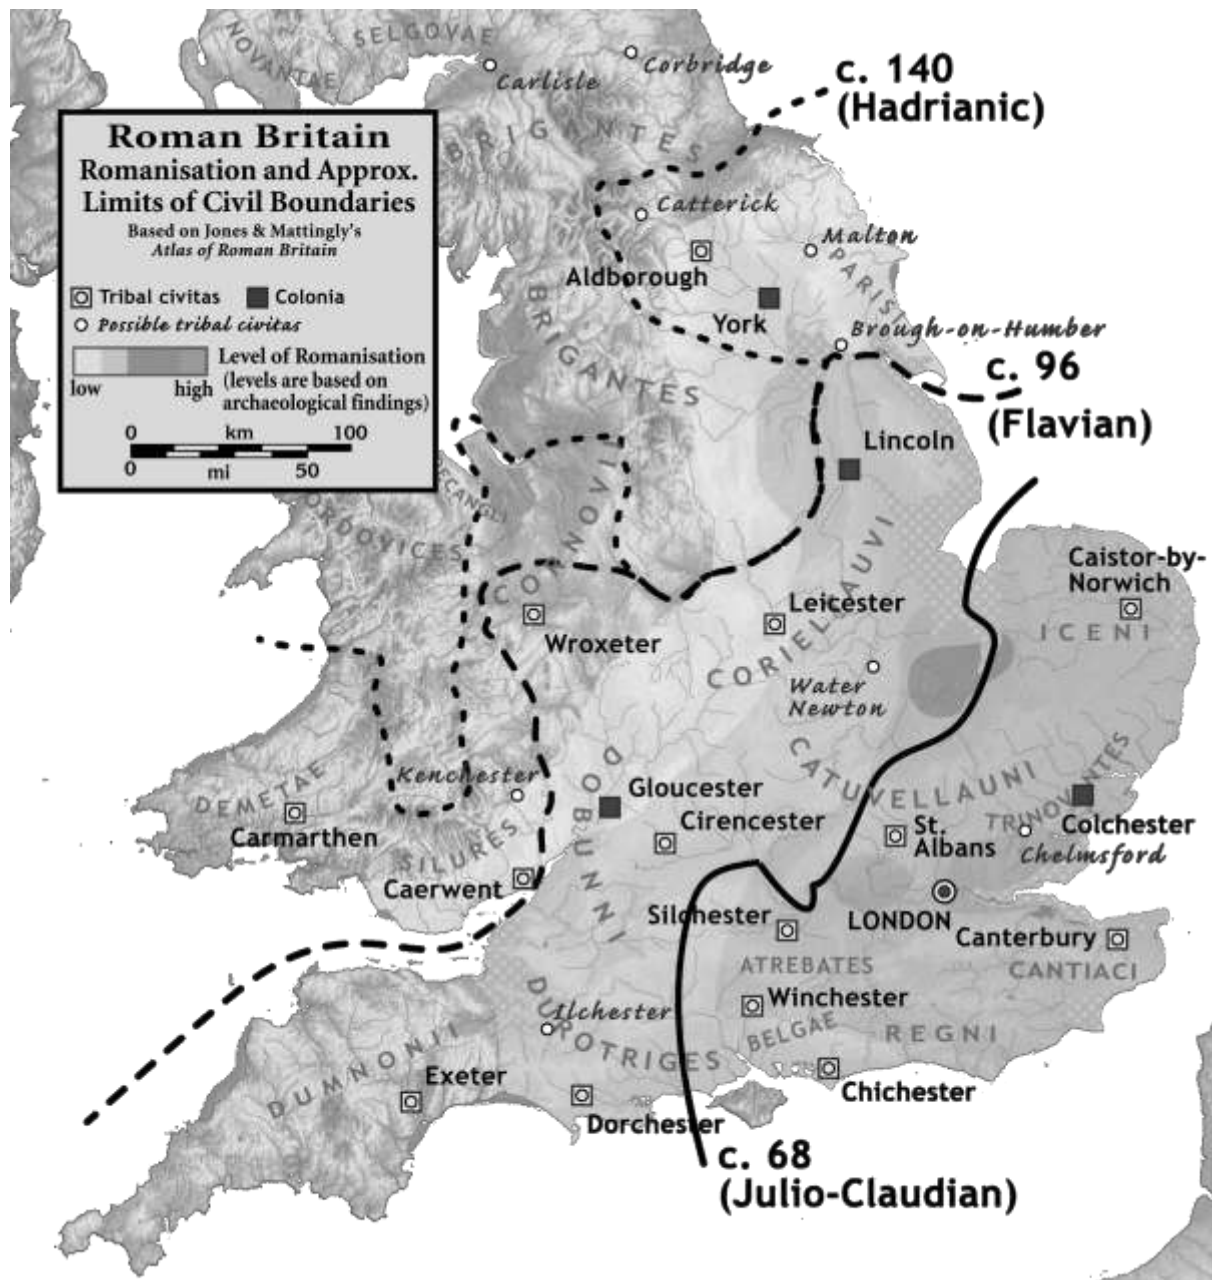 SELGOVAE
NOVANTAE
Carlisle
Corbridge
c. 140
(Hadrianic)
BRIGANTES
Roman Britain
Romanisation and Approx.
Limits of Civil Boundaries
Based on Jones & Mattingly's
Atlas of Roman Britain
Tribal civitas
Colonia
Possible tribal civitas
Level of Romanisation
(levels are based on
archaeological findings)
low
high
0
km
100
0
mi
50
Catterick
Malton
Aldborough
PARISI
York
Brough-on-Humber
BRIGANTES
c. 96
(Flavian)
Lincoln
DECANGLI
ORDOVICES
CORNOVII
CORIELLAUVI
Caistor-by-
Norwich
ICENI
Leicester
Wroxeter
Water
Newton
CATUVELLAUNI
TRINOVANTES
DOBUNNI
Kenchester
Gloucester
DEMETAE
Carmarthen
Cirencester
St.
Albans
Colchester
Chelmsford
SILURES
Caerwent
Silchester
LONDON
Canterbury
ATREBATES
CANTIACI
Winchester
DUROTRIGES
Ilchester
BELGAE
REGNI
DUMNONII
Exeter
Chichester
Dorchester
c. 68
(Julio-Claudian)